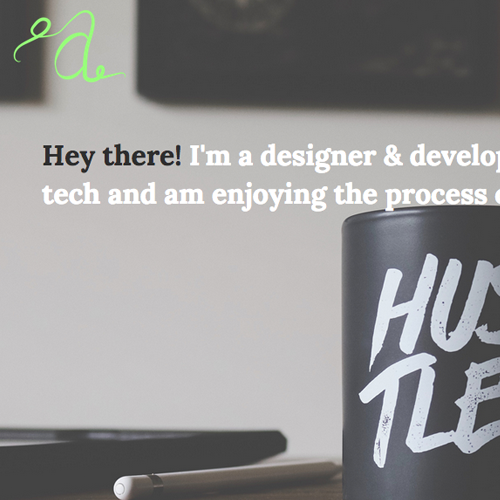 a
Hey there! I'm a designer & develop
tech and am enjoying the process
HUS
TLE